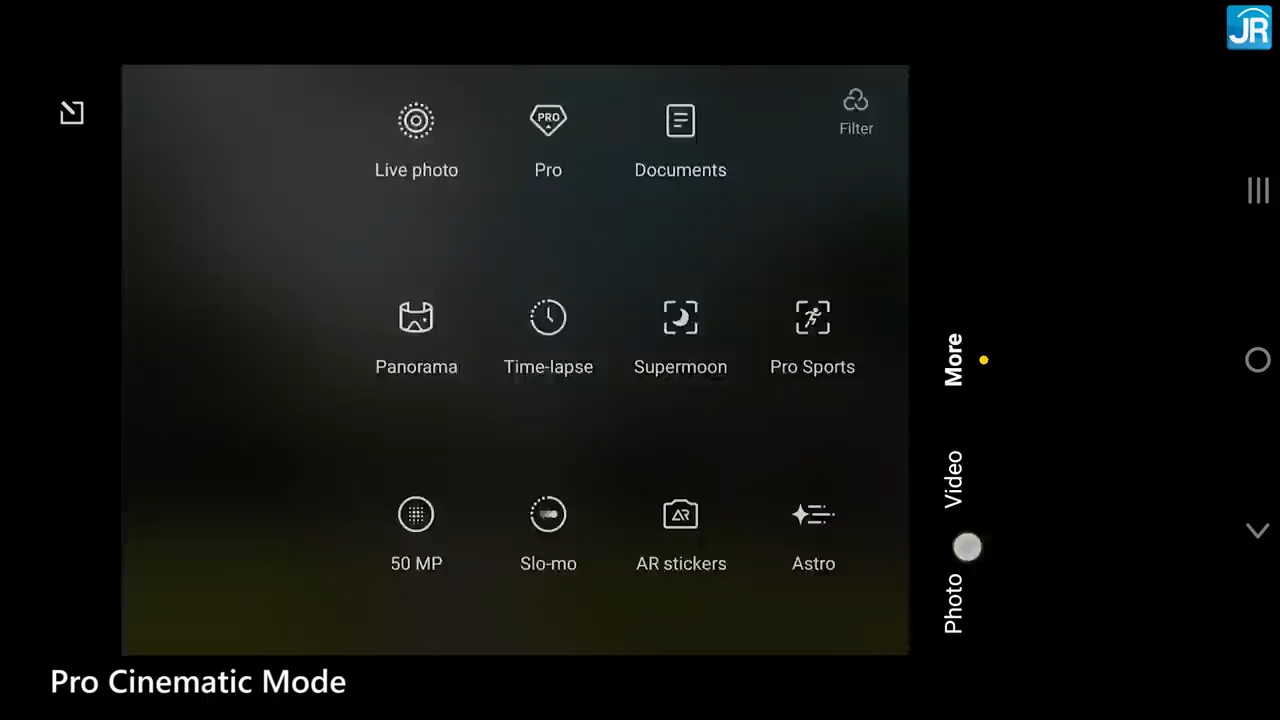 JR
PRO
Filter
Live photo
Pro
Documents
Panorama
Time-lapse
Supermoon
Pro Sports
More
Video
Photo
50 MP
Slo-mo
AR
AR stickers
Astro
Pro Cinematic Mode